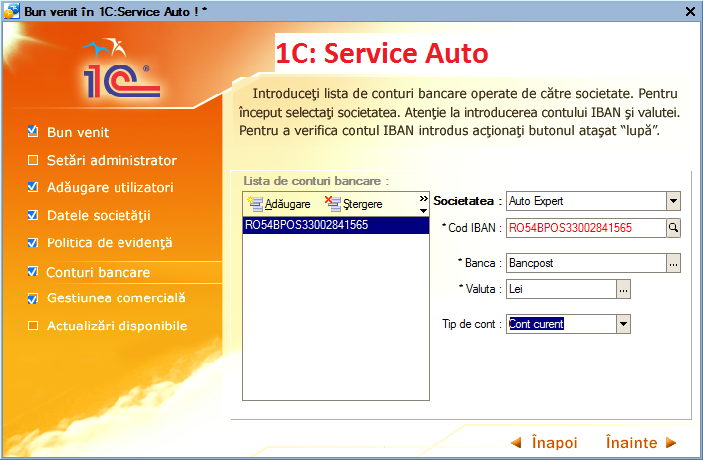 Bun venit în 1C:Service Auto ! *
1C®
1C: Service Auto
Introduceţi lista de conturi bancare operate de către societate. Pentru
început selectaţi societatea. Atenţie la introducerea contului IBAN şi valutei.
Pentru a verifica contul IBAN introdus acţionaţi butonul ataşat “lupă”.
Bun venit
Setări administrator
Adăugare utilizatori
Datele societăţii
Politica de evidenţă
Conturi bancare
Gestiunea comercială
Actualizări disponibile
Lista de conturi bancare :
Adăugare Ştergere »
RO54BPOS33002841565
Societatea : Auto Expert
* Cod IBAN : RO54BPOS33002841565
* Banca : Bancpost ...
* Valuta : Lei ...
Tip de cont : Cont curent
Înapoi Înainte